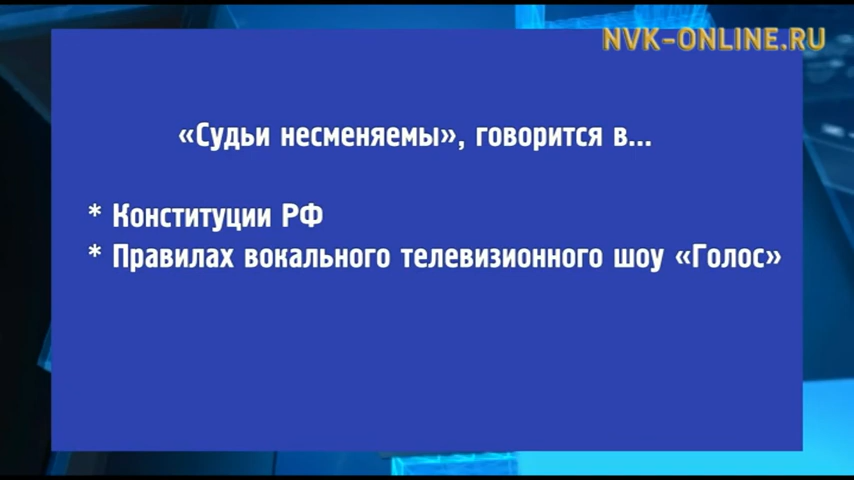 NVK-ONLINE.RU
«Судьи несменяемы», говорится в...
* Конституции РФ
* Правилах вокального телевизионного шоу «Голос»